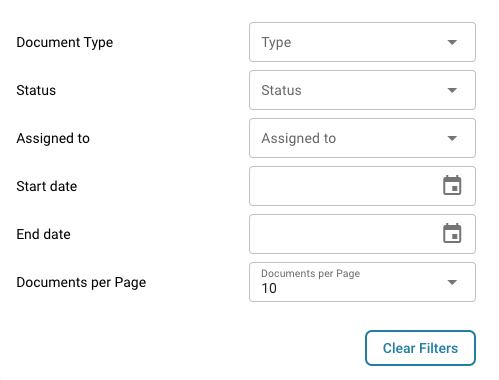 Document Type
Type
Status
Status
Assigned to
Assigned to
Start date
End date
Documents per Page
Documents per Page
10
Clear Filters